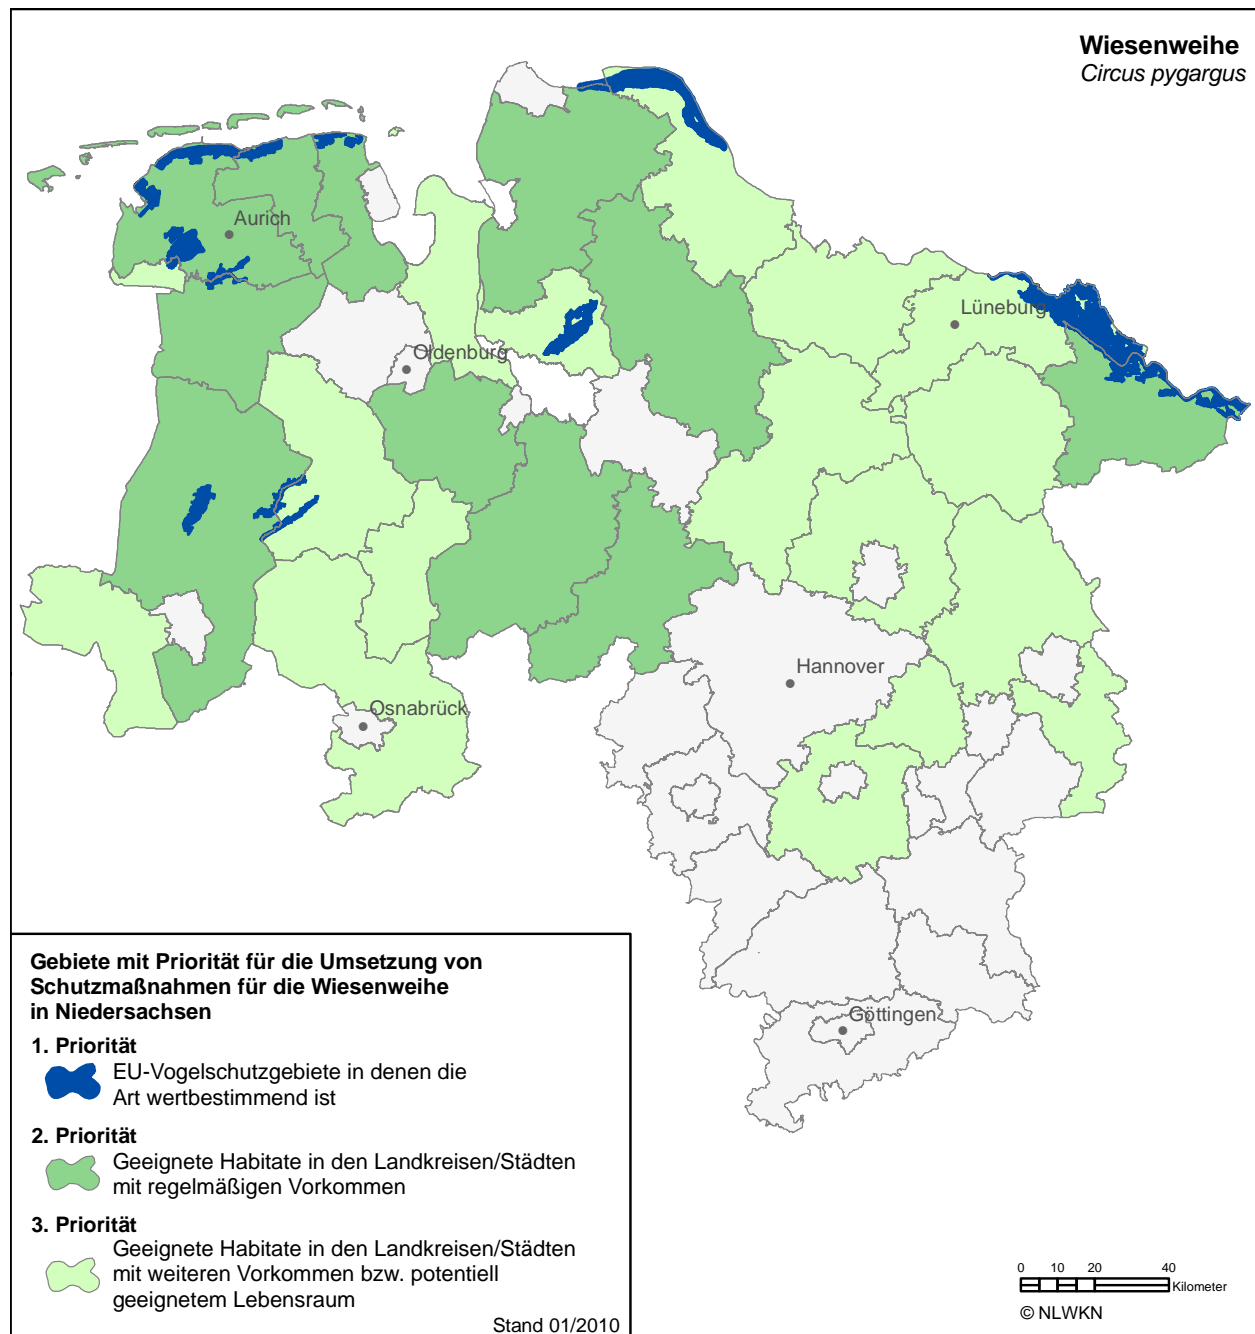 Wiesenweihe
Circus pygargus
Aurich
Lüneburg
Oldenburg
Hannover
Osnabrück
Göttingen
Gebiete mit Priorität für die Umsetzung von
Schutzmaßnahmen für die Wiesenweihe
in Niedersachsen
1. Priorität
EU-Vogelschutzgebiete in denen die
Art wertbestimmend ist
2. Priorität
Geeignete Habitate in den Landkreisen/Städten
mit regelmäßigen Vorkommen
3. Priorität
Geeignete Habitate in den Landkreisen/Städten
mit weiteren Vorkommen bzw. potentiell
geeignetem Lebensraum
Stand 01/2010
0 10 20 40
Kilometer
© NLWKN